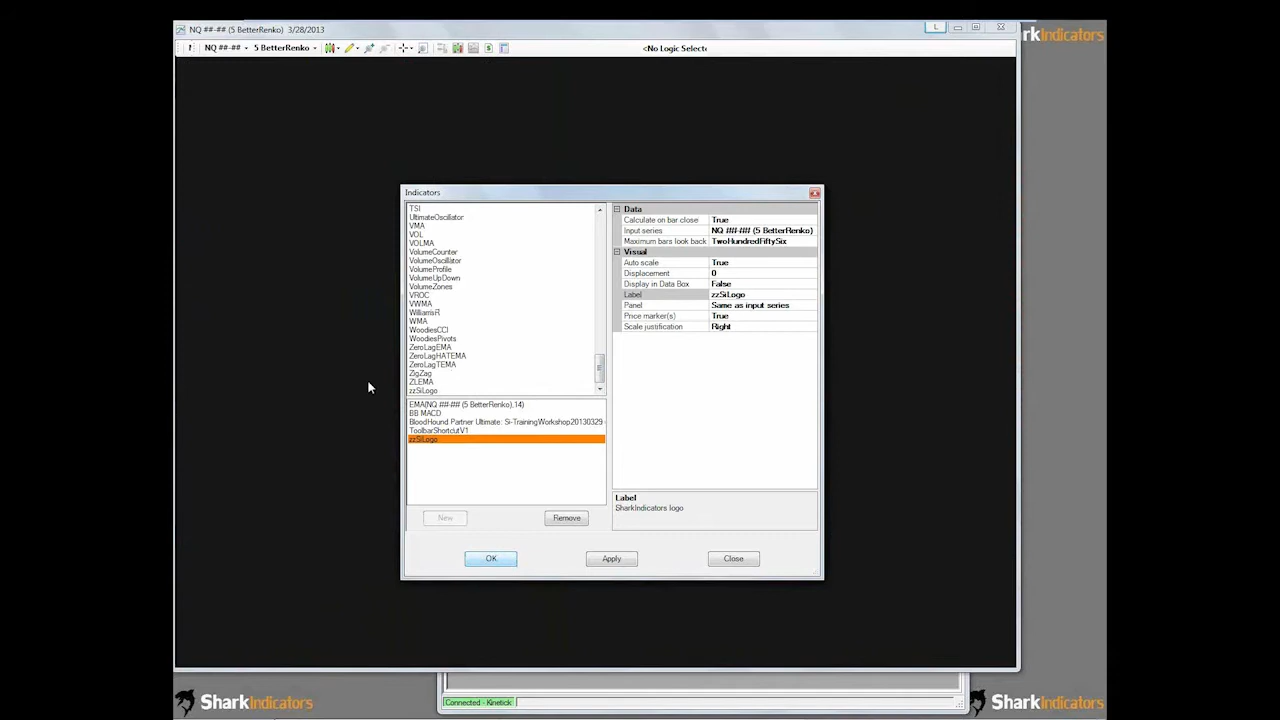 NQ ##-## (5 BetterRenko) 3/28/2013
L
NQ ##-## 5 BetterRenko
<No Logic Selecte
rkIndicators
Indicators
TSI
UltimateOscillator
VMA
VOL
VOLMA
VolumeCounter
VolumeOscillator
VolumeProfile
VolumeUpDown
VolumeZones
VROC
VWMA
WilliamsR
WMA
WoodiesCCI
WoodiesPivots
ZeroLagEMA
ZeroLagHATEMA
ZeroLagTEMA
ZigZag
ZLEMA
zzSiLogo
EMA(NQ ##-## (5 BetterRenko),14)
BB MACD
BloodHound Partner Ultimate: Si-TrainingWorkshop20130329
ToolbarShortcutV1
zzSiLogo
New Remove
Data
Calculate on bar close True
Input series NQ ##-## (5 BetterRenko)
Maximum bars look back TwoHundredFiftySix
Visual
Auto scale True
Displacement 0
Display in Data Box False
Label zzSiLogo
Panel Same as input series
Price marker(s) True
Scale justification Right
Label
SharkIndicators logo
OK Apply Close
SharkIndicators
Connected - Kinetick
SharkIndicators